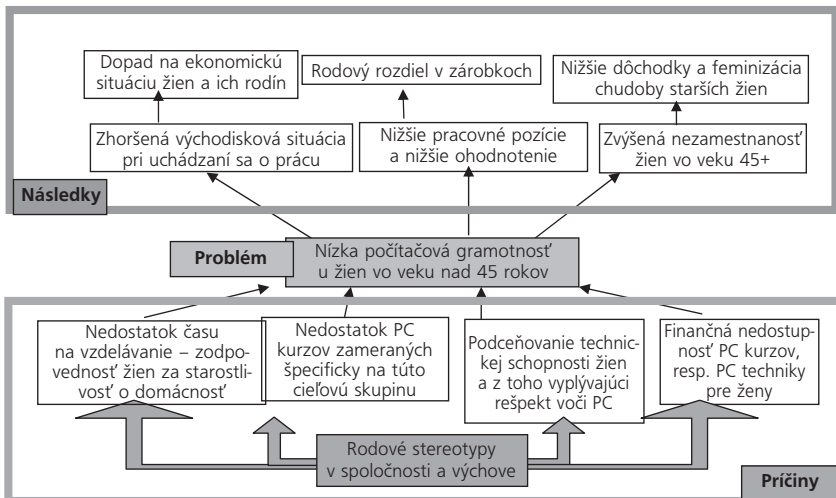 Dopad na ekonomickú
situáciu žien a ich rodín
Rodový rozdiel v zárobkoch
Nižšie dôchodky a feminizácia
chudoby starších žien
Zhoršená východisková situácia
pri uchádzaní sa o prácu
Nižšie pracovné pozície
a nižšie ohodnotenie
Zvýšená nezamestnanosť
žien vo veku 45+
Následky
Problém
Nízka počítačová gramotnosť
u žien vo veku nad 45 rokov
Nedostatok času
na vzdelávanie – zodpo-
vednosť žien za starostli-
vosť o domácnosť
Nedostatok PC
kurzov zameraných
špecificky na túto
cieľovú skupinu
Podceňovanie technic-
kej schopnosti žien
a z toho vyplývajúci
rešpekt voči PC
Finančná nedostup-
nosť PC kurzov,
resp. PC techniky
pre ženy
Rodové stereotypy
v spoločnosti a výchove
Príčiny